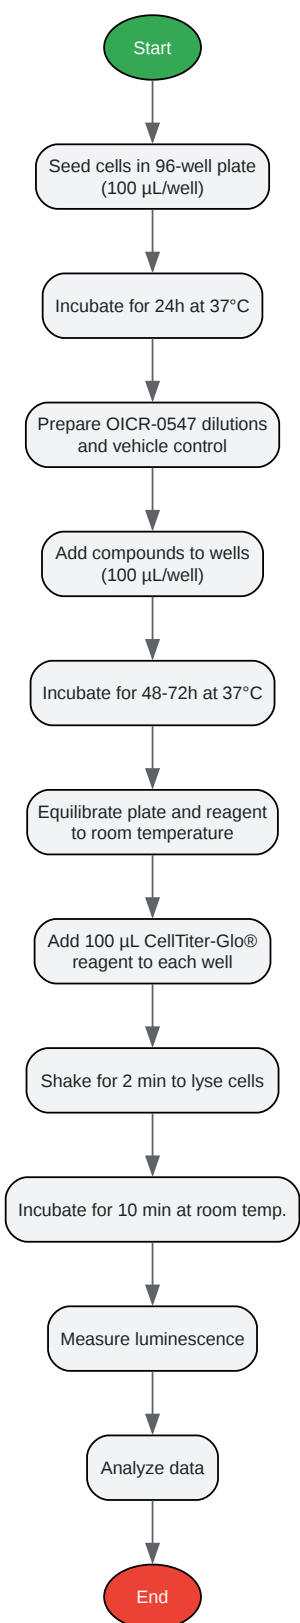 Start
Seed cells in 96-well plate
(100 µL/well)
Incubate for 24h at 37°C
Prepare OICR-0547 dilutions
and vehicle control
Add compounds to wells
(100 µL/well)
Incubate for 48-72h at 37°C
Equilibrate plate and reagent
to room temperature
Add 100 µL CellTiter-Glo®
reagent to each well
Shake for 2 min to lyse cells
Incubate for 10 min at room temp.
Measure luminescence
Analyze data
End